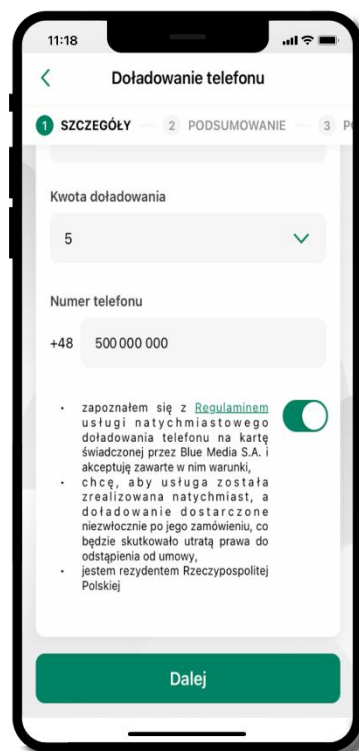 11:18
Doładowanie telefonu
1 SZCZEGÓŁY 2 PODSUMOWANIE 3
Kwota doładowania
5
Numer telefonu
+48 500 000 000
• zapoznałem się z Regulaminem
usługi natychmiastowego
doładowania telefonu na kartę
świadczonej przez Blue Media S.A. i
akceptuję zawarte w nim warunki,
• chcę, aby usługa została
zrealizowana natychmiast, a
doładowanie dostarczone
niezwłocznie po jego zamówieniu, co
będzie skutkowało utratą prawa do
odstąpienia od umowy,
• jestem rezydentem Rzeczypospolitej
Polskiej
Dalej